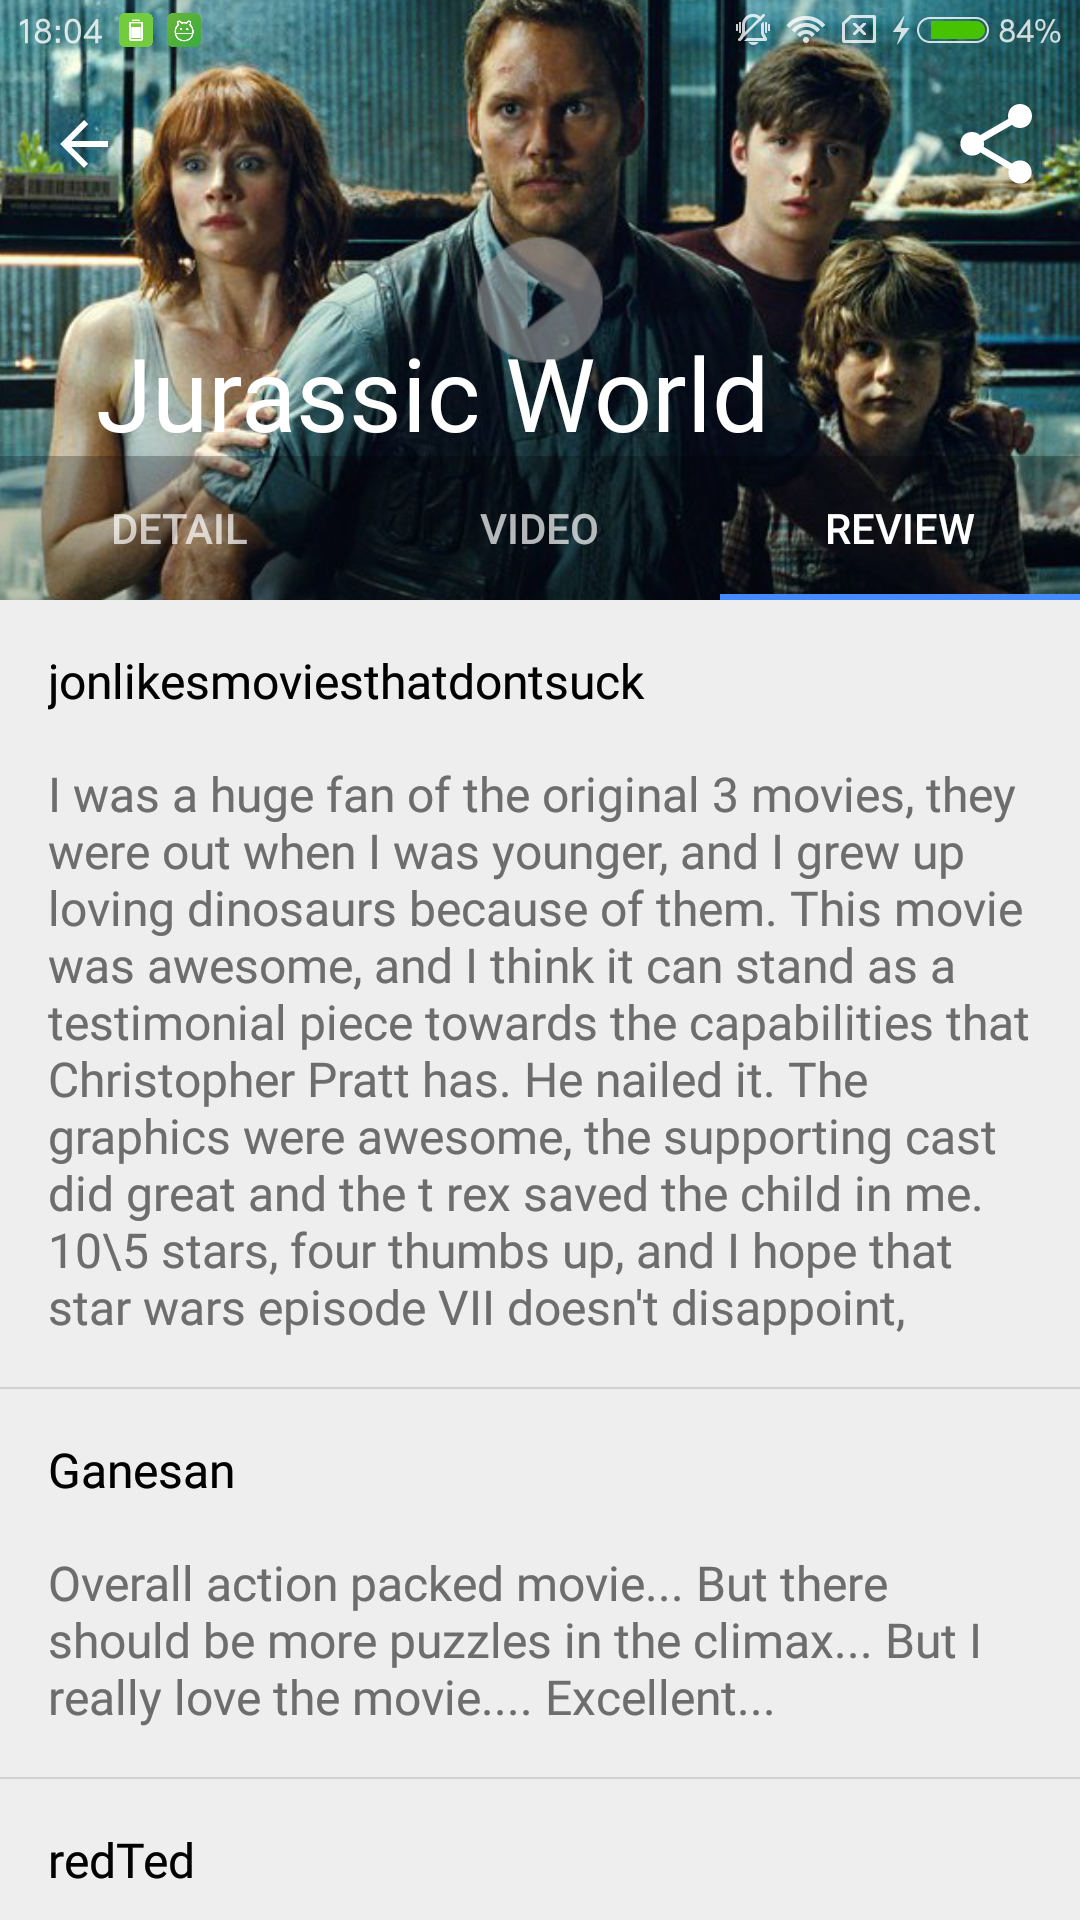 18:04
84%
Jurassic World
DETAIL
VIDEO
REVIEW
jonlikesmoviesthatdontsuck
I was a huge fan of the original 3 movies, they
were out when I was younger, and I grew up
loving dinosaurs because of them. This movie
was awesome, and I think it can stand as a
testimonial piece towards the capabilities that
Christopher Pratt has. He nailed it. The
graphics were awesome, the supporting cast
did great and the t rex saved the child in me.
10\5 stars, four thumbs up, and I hope that
star wars episode VII doesn't disappoint,
Ganesan
Overall action packed movie... But there
should be more puzzles in the climax... But I
really love the movie.... Excellent...
redTed